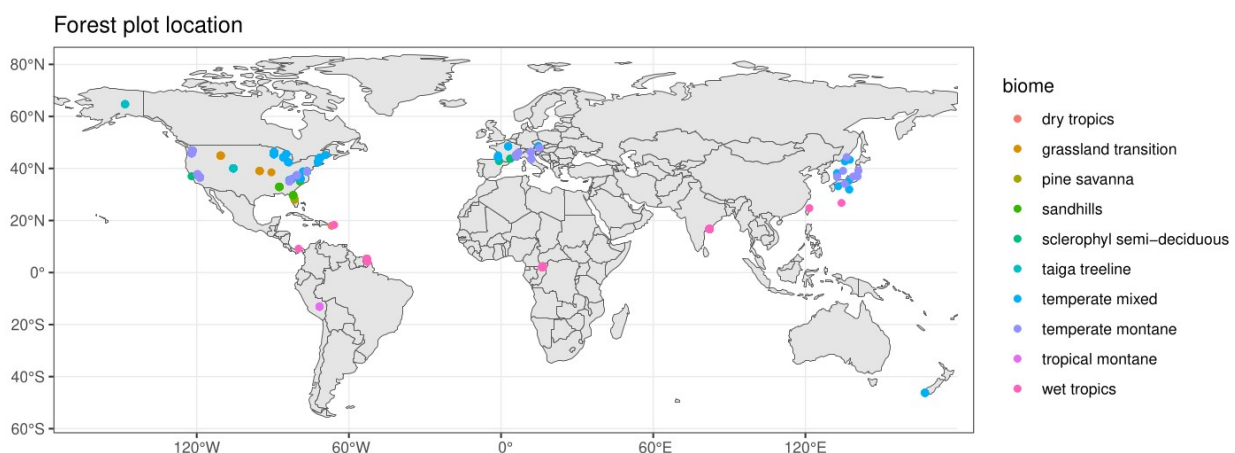 Forest plot location
80°N
60°N
40°N
20°N
0°
20°S
40°S
60°S
120°W
60°W
0°
60°E
120°E
biome
dry tropics
grassland transition
pine savanna
sandhills
sclerophyl semi−deciduous
taiga treeline
temperate mixed
temperate montane
tropical montane
wet tropics